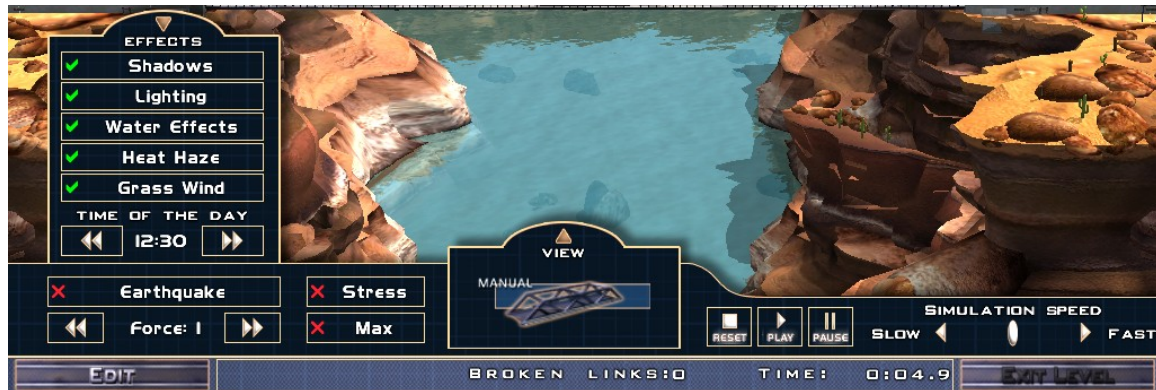 EFFECTS
Shadows
Lighting
Water Effects
Heat Haze
Grass Wind
TIME OF THE DAY
12:30
VIEW
MANUAL
Earthquake
Stress
Force: 1
Max
RESET
PLAY
PAUSE
SIMULATION SPEED
SLOW
FAST
EDIT
BROKEN LINKS:0
TIME: 0:04.9
EXIT LEVEL